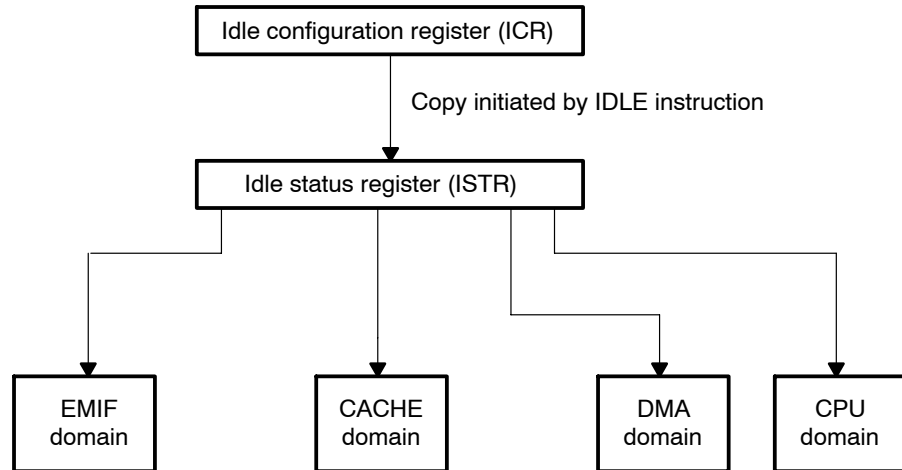 Idle configuration register (ICR)
Copy initiated by IDLE instruction
Idle status register (ISTR)
EMIF
domain
CACHE
domain
DMA
domain
CPU
domain